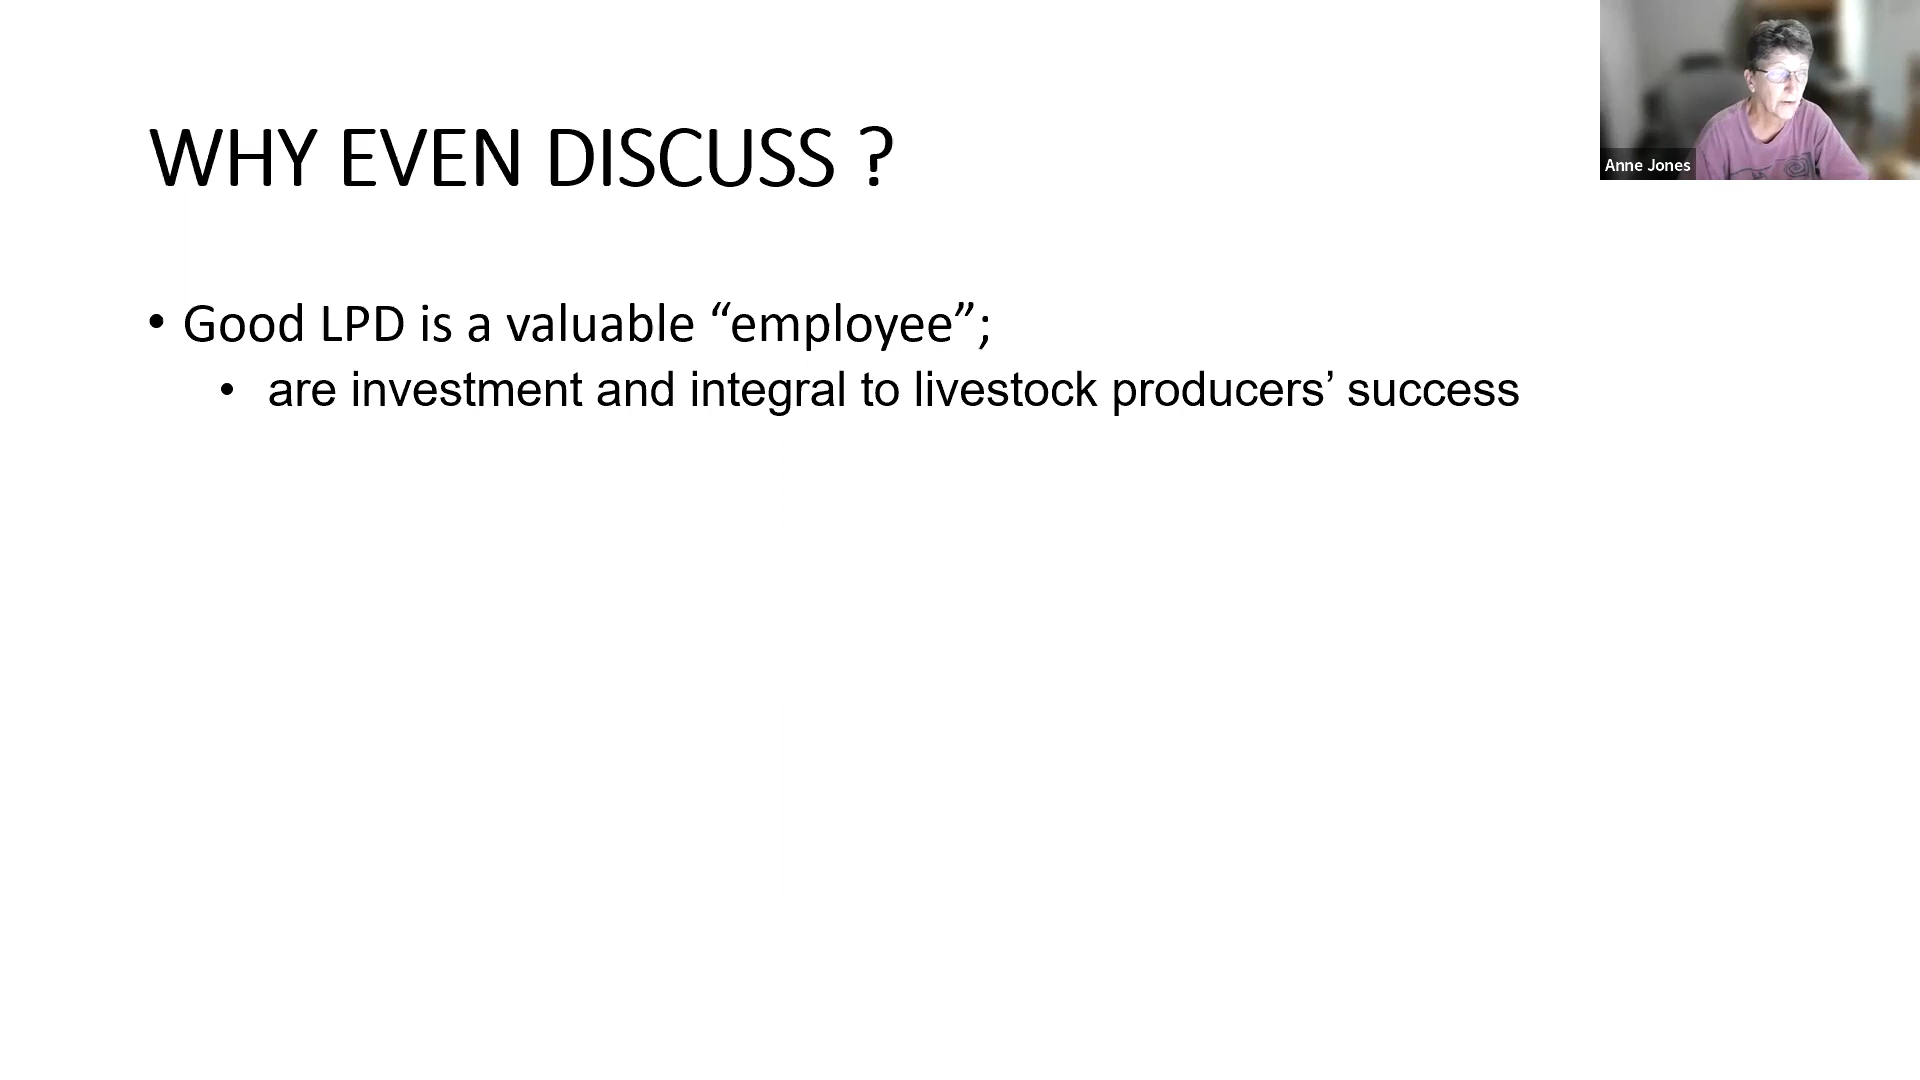 WHY EVEN DISCUSS ?
Anne Jones
• Good LPD is a valuable “employee”;
• are investment and integral to livestock producers’ success